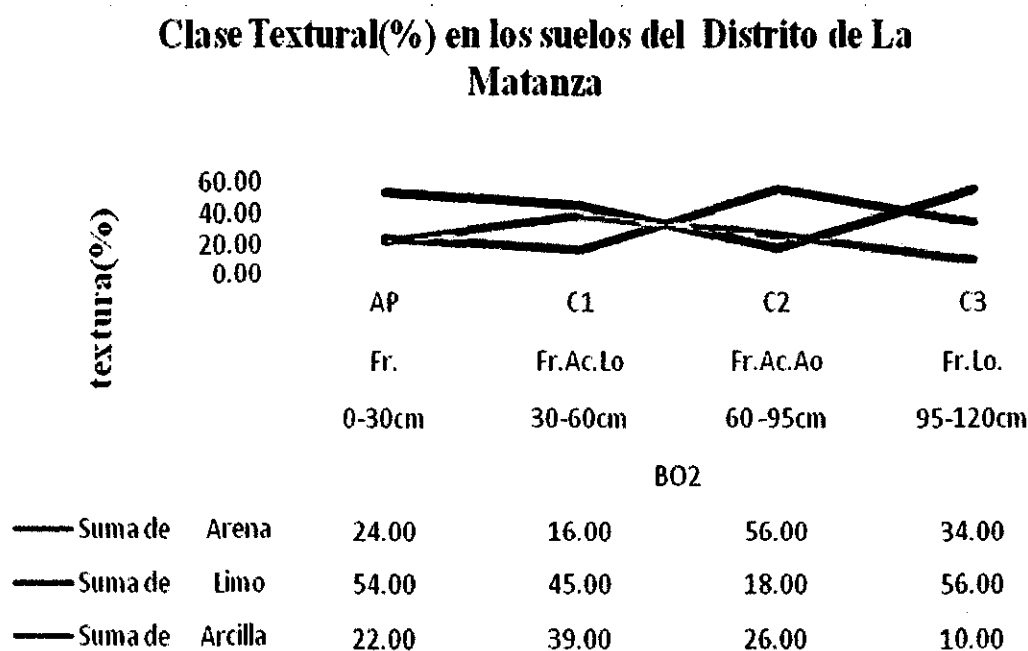 Clase Textural(%) en los suelos del Distrito de La
Matanza
textura(%)
60.00
40.00
20.00
0.00
AP C1 C2 C3
Fr. Fr.Ac.Lo Fr.Ac.Ao Fr.Lo.
0-30cm 30-60cm 60-95cm 95-120cm
BO2
Suma de Arena 24.00 16.00 56.00 34.00
Suma de Limo 54.00 45.00 18.00 56.00
Suma de Arcilla 22.00 39.00 26.00 10.00